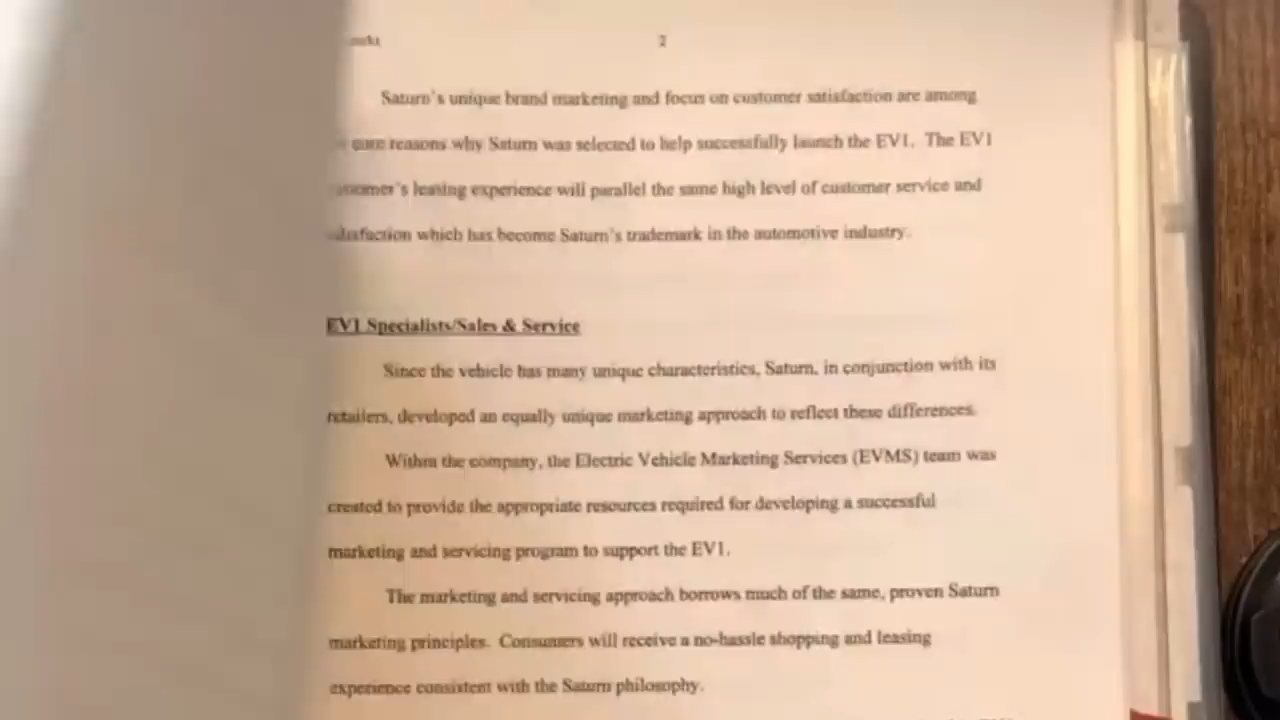 2
Saturn's unique brand marketing and focus on customer satisfaction are among
core reasons why Saturn was selected to help successfully launch the EV1. The EV1
customer's leasing experience will parallel the same high level of customer service and
satisfaction which has become Saturn's trademark in the automotive industry.
EV1 Specialists/Sales & Service
Since the vehicle has many unique characteristics, Saturn, in conjunction with its
retailers, developed an equally unique marketing approach to reflect these differences.
Within the company, the Electric Vehicle Marketing Services (EVMS) team was
created to provide the appropriate resources required for developing a successful
marketing and servicing program to support the EV1.
The marketing and servicing approach borrows much of the same, proven Saturn
marketing principles. Consumers will receive a no-hassle shopping and leasing
experience consistent with the Saturn philosophy.